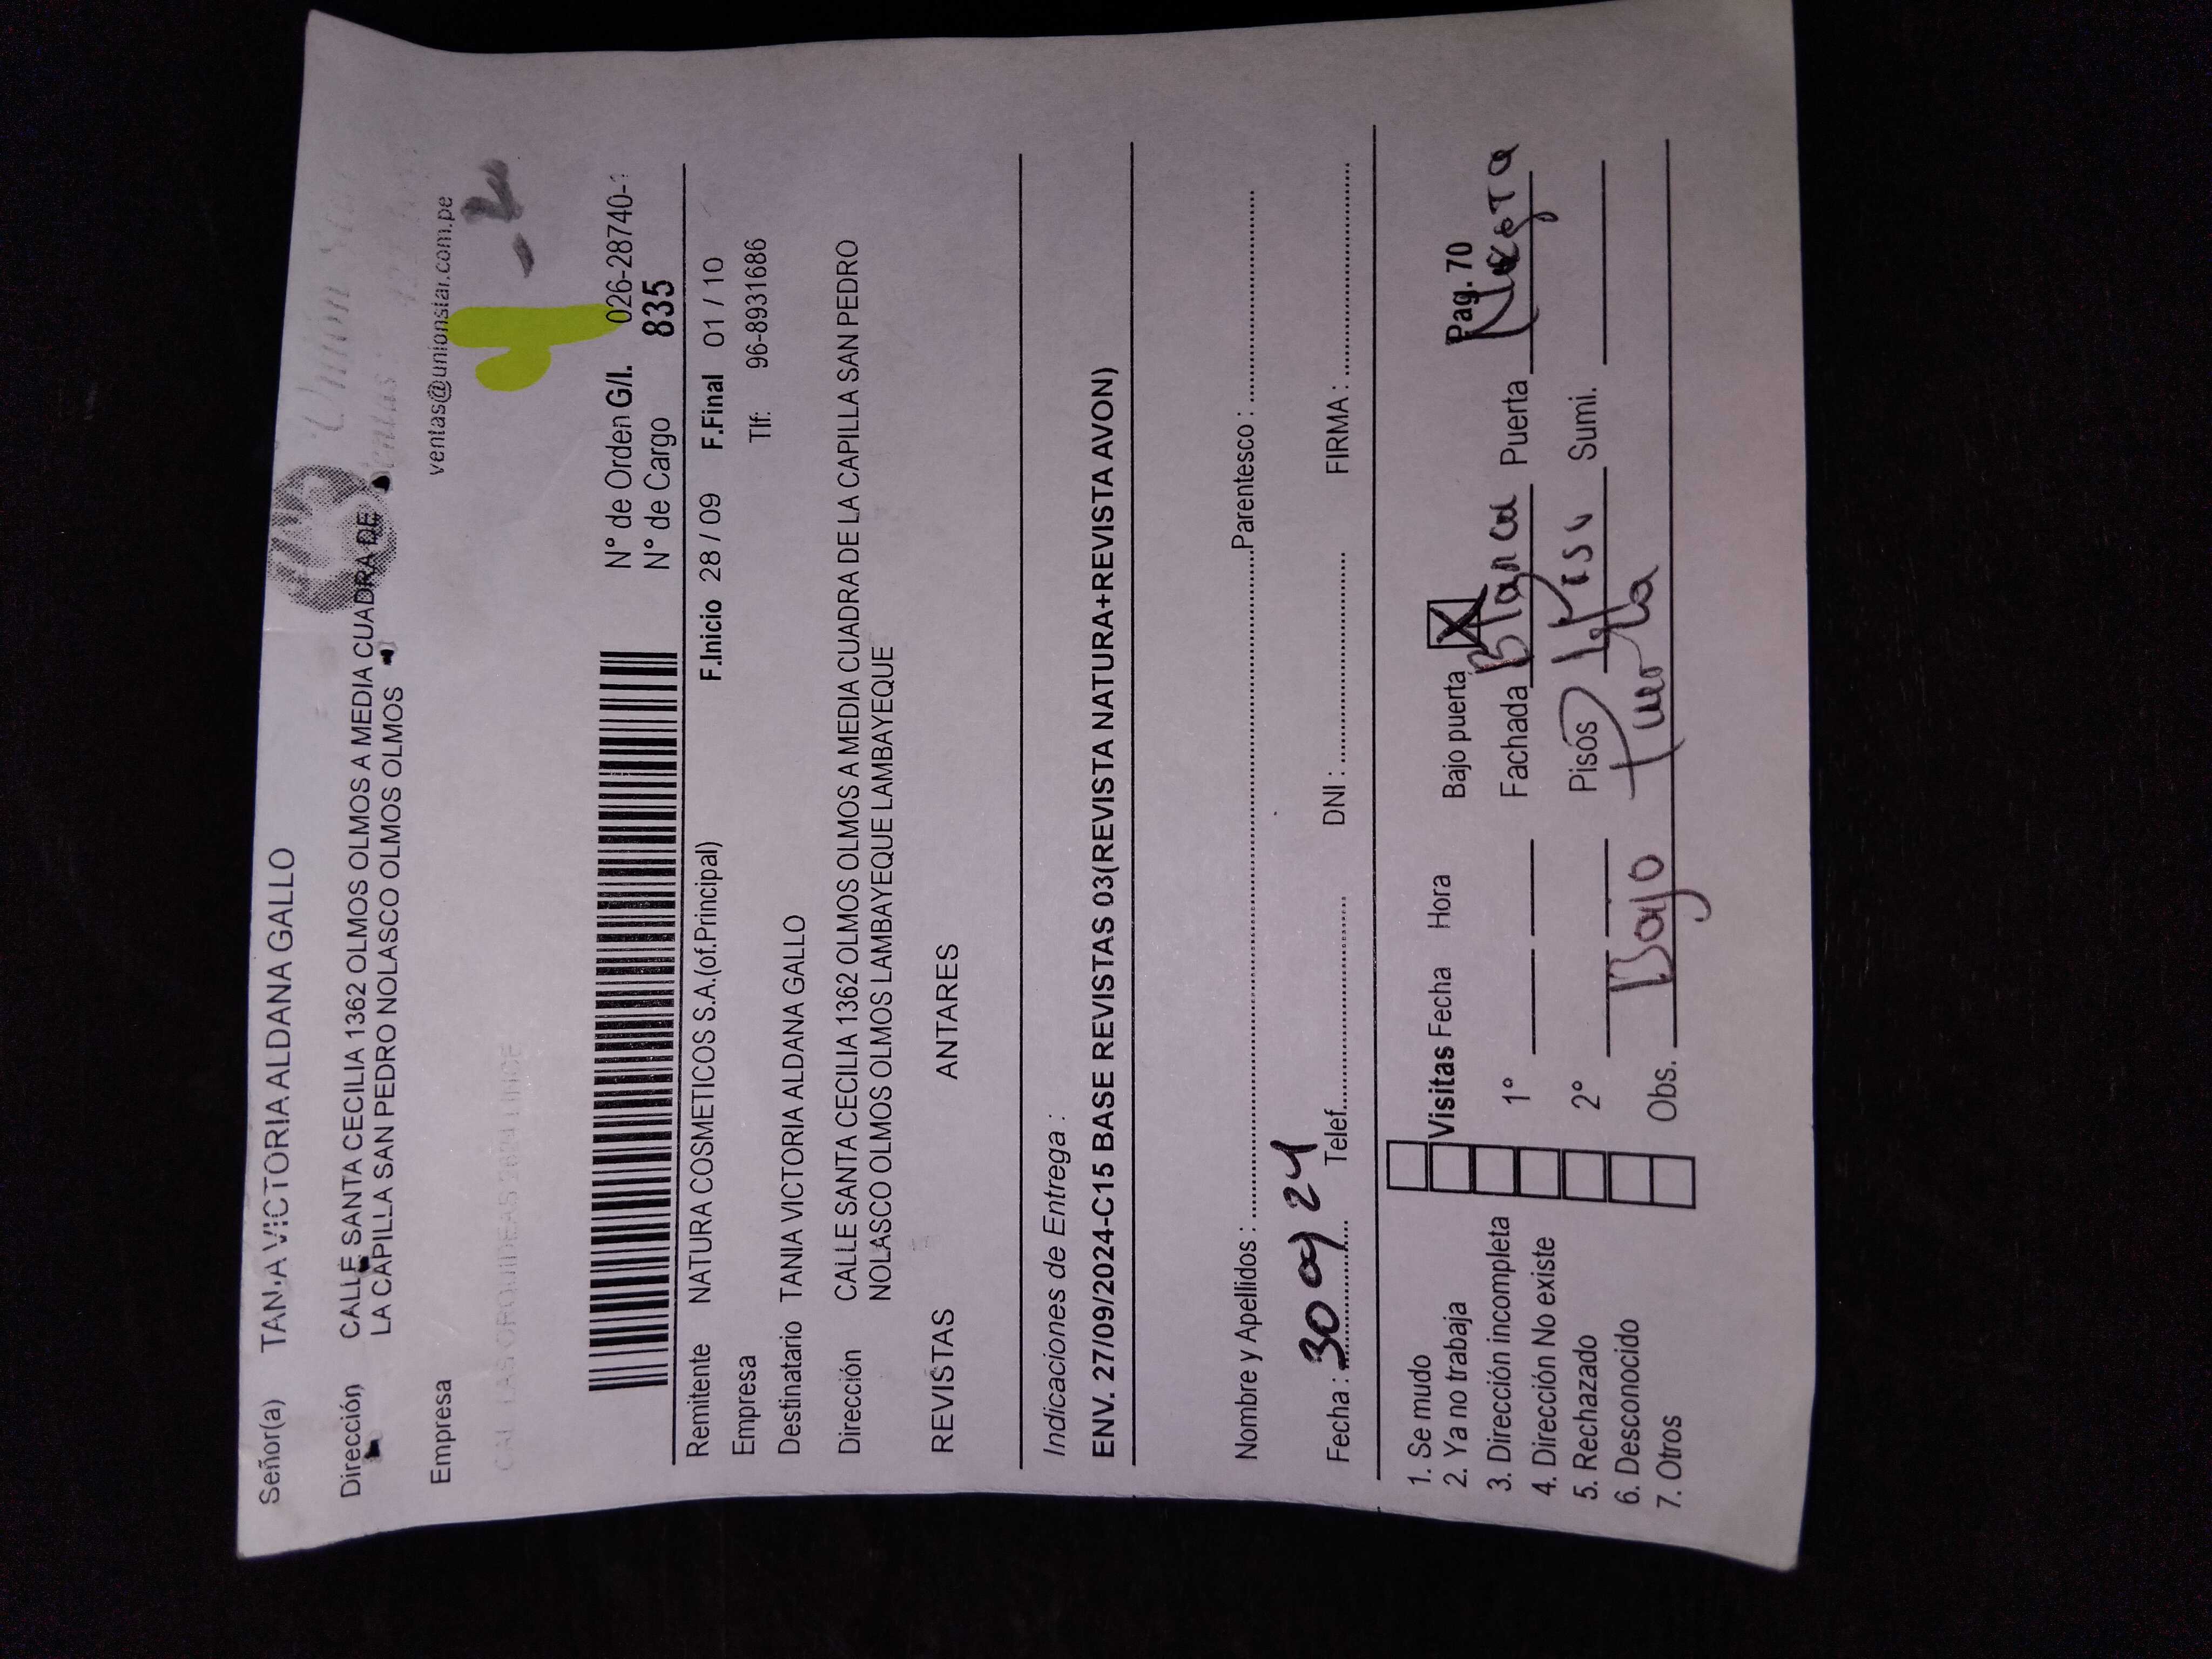 Señor(a) TANIA VICTORIA ALDANA GALLO
Dirección CALLE SANTA CECILIA 1362 OLMOS OLMOS A MEDIA CUADRA DE
LA CAPILLA SAN PEDRO NOLASCO OLMOS OLMOS
Empresa
Union Star
ventas@unionstar.com.pe
N° de Orden G/I. 026-28740-
N° de Cargo 835
Remitente NATURA COSMETICOS S.A.(of.Principal)
F.Inicio 28 / 09 F.Final 01 / 10
Empresa
Tlf: 96-8931686
Destinatario TANIA VICTORIA ALDANA GALLO
Dirección CALLE SANTA CECILIA 1362 OLMOS OLMOS A MEDIA CUADRA DE LA CAPILLA SAN PEDRO
NOLASCO OLMOS OLMOS LAMBAYEQUE LAMBAYEQUE
REVISTAS ANTARES
Indicaciones de Entrega :
ENV. 27/09/2024-C15 BASE REVISTAS 03(REVISTA NATURA+REVISTA AVON)
Nombre y Apellidos : Parentesco :
Fecha : 30 09 24 Telef. DNI : FIRMA :
1. Se mudo
2. Ya no trabaja
3. Dirección incompleta
4. Dirección No existe
5. Rechazado
6. Desconocido
7. Otros
Visitas Fecha Hora Bajo puerta X Pag. 70
1° Fachada Blanca Puerta Negra
2° Pisos 1 Piso Sumi.
Obs. Bajo Puerta